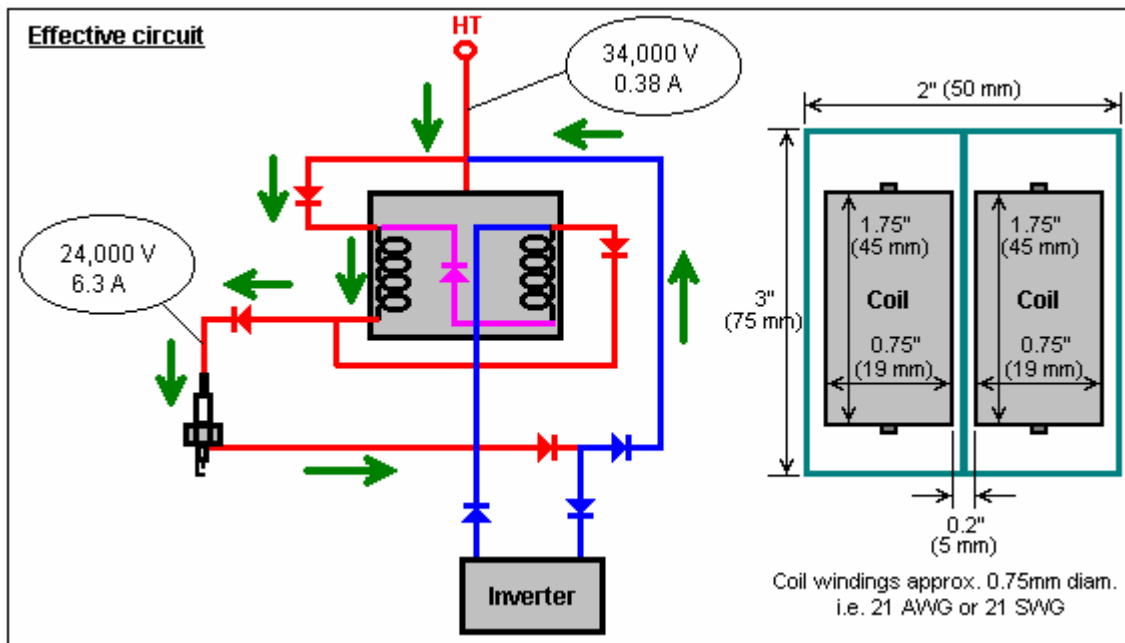 Effective circuit
HT
34,000 V
0.38 A
24,000 V
6.3 A
Inverter
2" (50 mm)
3"
(75 mm)
1.75"
(45 mm)
Coil
0.75"
(19 mm)
1.75"
(45 mm)
Coil
0.75"
(19 mm)
0.2"
(5 mm)
Coil windings approx. 0.75mm diam.
i.e. 21 AWG or 21 SWG